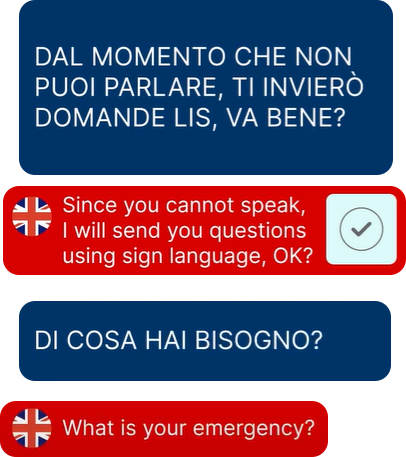 DAL MOMENTO CHE NON
PUOI PARLARE, TI INVIERÒ
DOMANDE LIS, VA BENE?
Since you cannot speak,
I will send you questions
using sign language, OK?
DI COSA HAI BISOGNO?
What is your emergency?